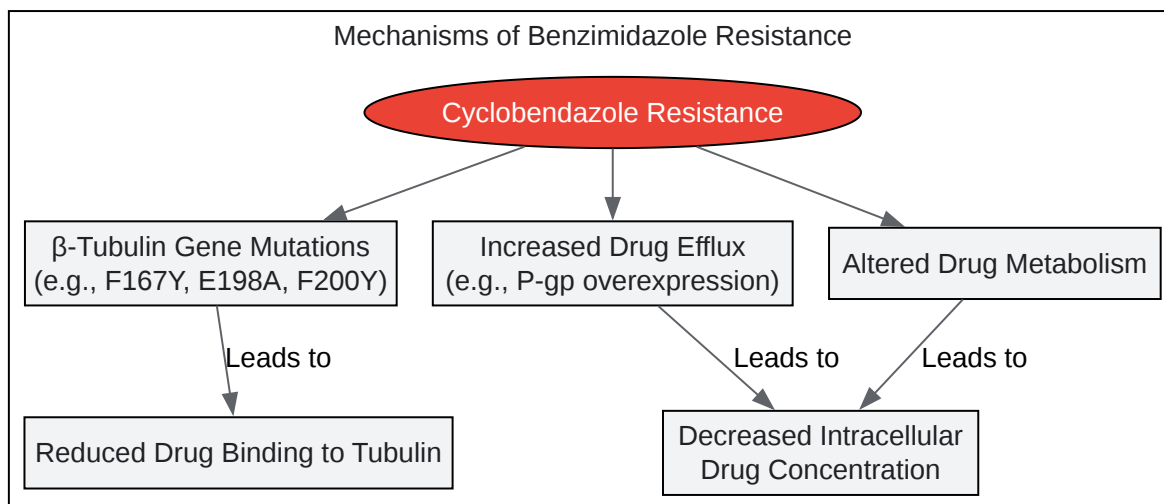 Mechanisms of Benzimidazole Resistance
Cyclobendazole Resistance
β-Tubulin Gene Mutations
(e.g., F167Y, E198A, F200Y)
Increased Drug Efflux
(e.g., P-gp overexpression)
Altered Drug Metabolism
Leads to
Leads to
Leads to
Reduced Drug Binding to Tubulin
Decreased Intracellular
Drug Concentration